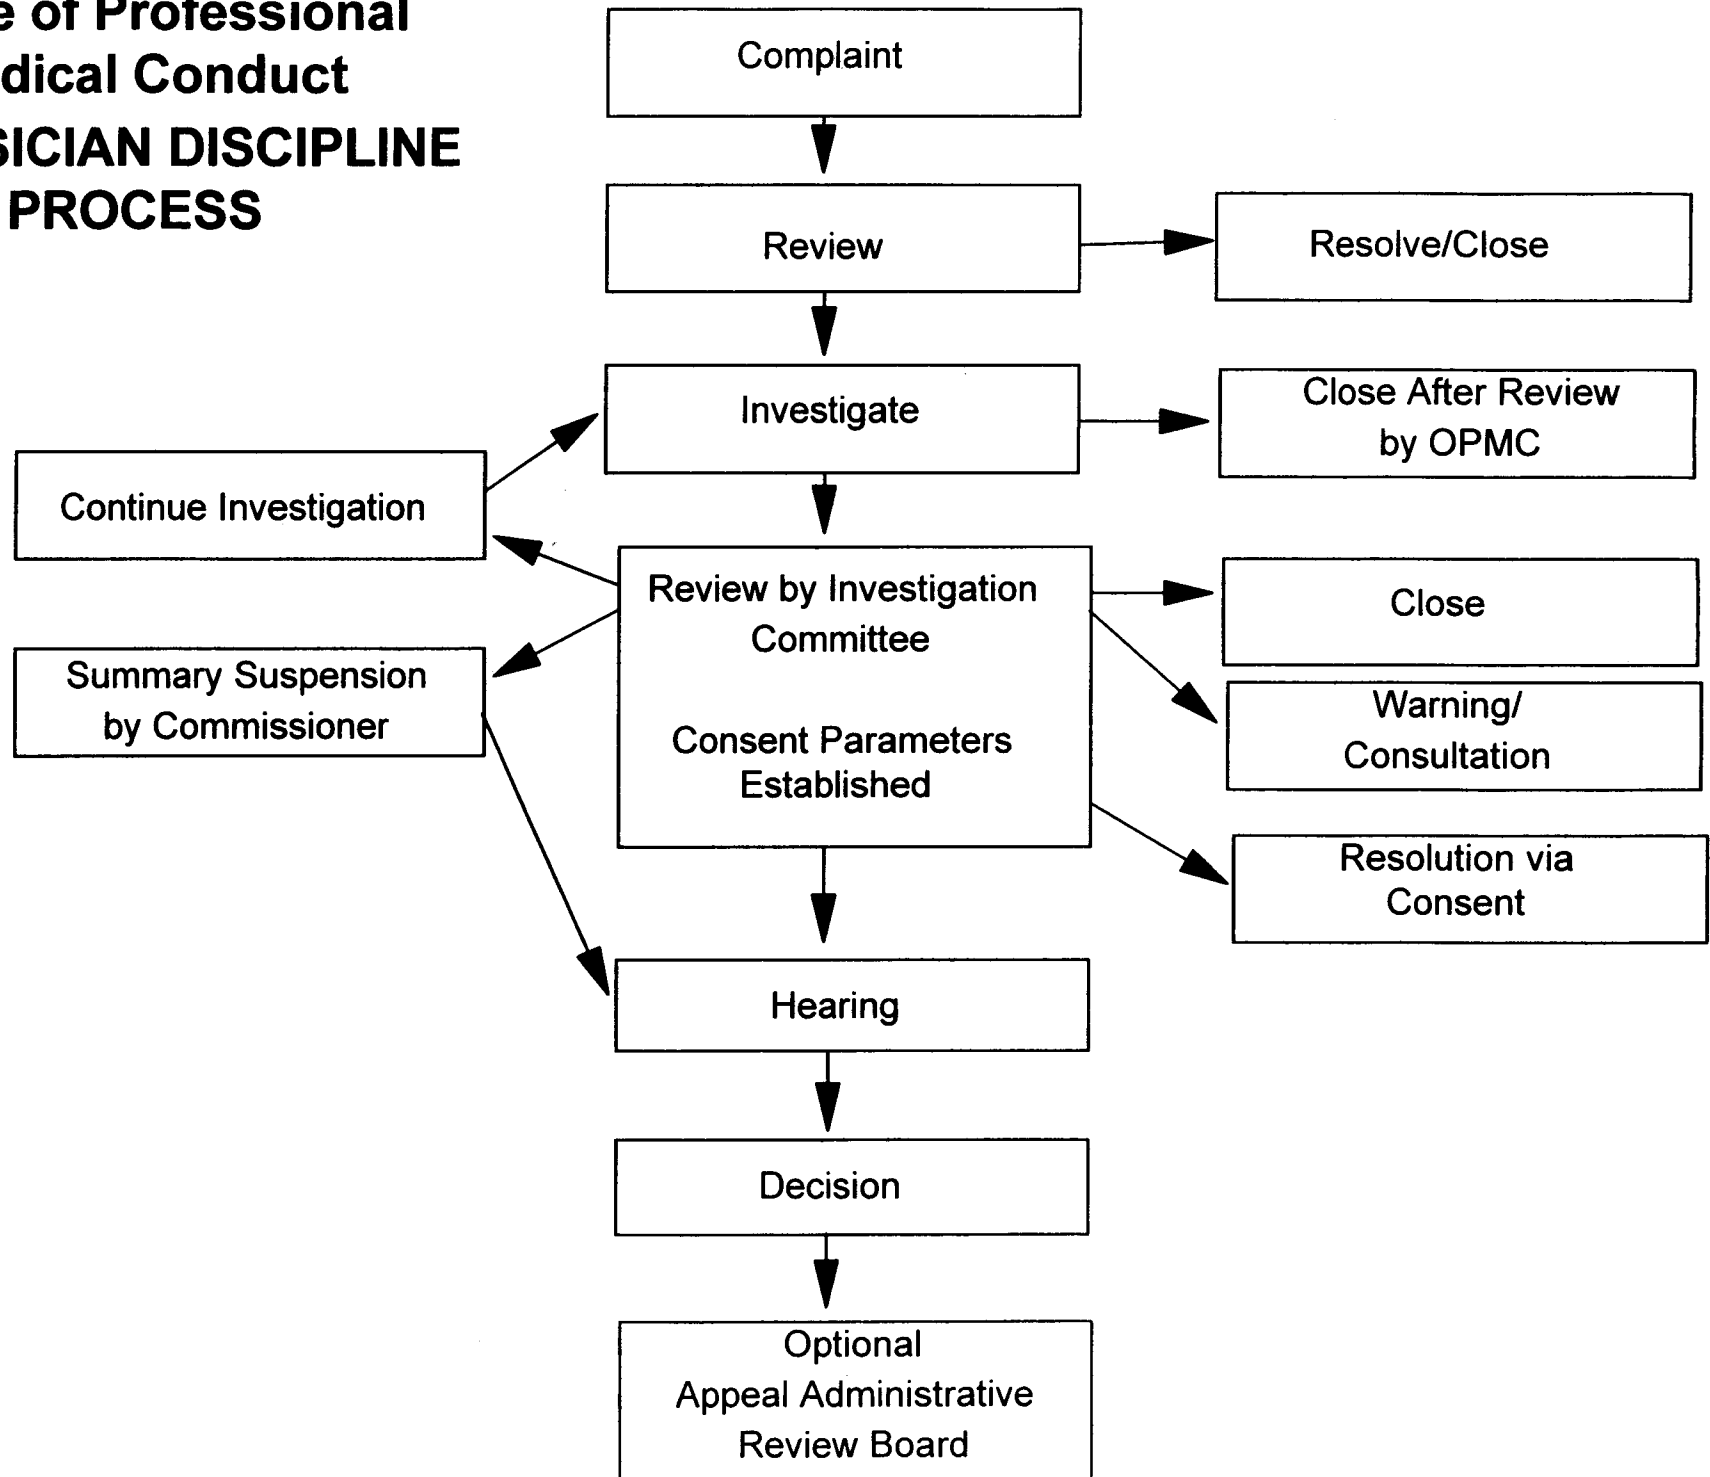 e of Professional
dical Conduct
SICIAN DISCIPLINE
PROCESS
Complaint
Review
Resolve/Close
Investigate
Close After Review
by OPMC
Continue Investigation
Review by Investigation
Committee
Close
Summary Suspension
by Commissioner
Warning/
Consultation
Consent Parameters
Established
Resolution via
Consent
Hearing
Decision
Optional
Appeal Administrative
Review Board